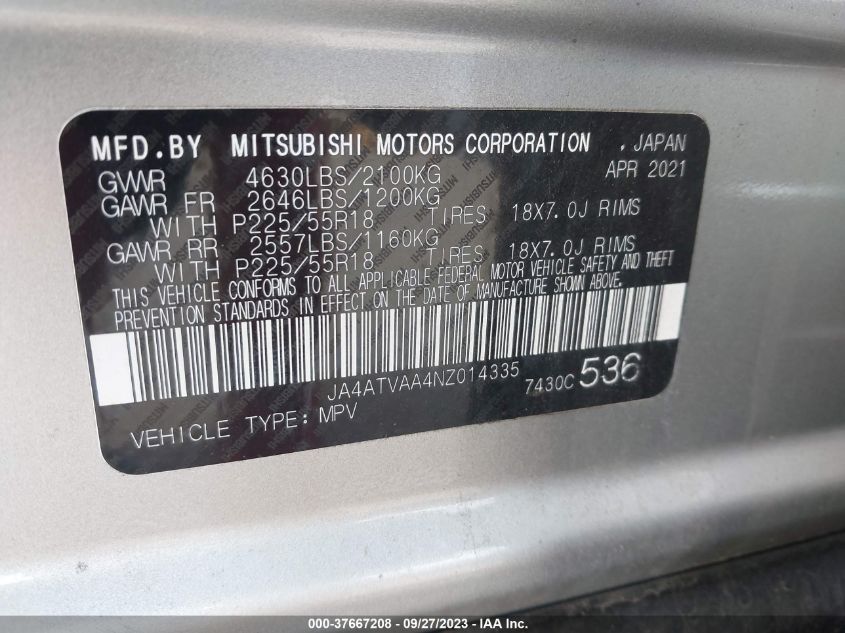 MFD.BY MITSUBISHI MOTORS CORPORATION . JAPAN
GVWR 4630LBS/2100KG APR 2021
GAWR FR 2646LBS/1200KG
WITH P225/55R18 TIRES 18X7.0J RIMS
GAWR RR 2557LBS/1160KG
WITH P225/55R18 TIRES 18X7.0J RIMS
THIS VEHICLE CONFORMS TO ALL APPLICABLE FEDERAL MOTOR VEHICLE SAFETY AND THEFT
PREVENTION STANDARDS IN EFFECT ON THE DATE OF MANUFACTURE SHOWN ABOVE.
JA4ATVAA4NZ014335 7430C 536
VEHICLE TYPE: MPV
000-37667208 - 09/27/2023 - IAAI.com